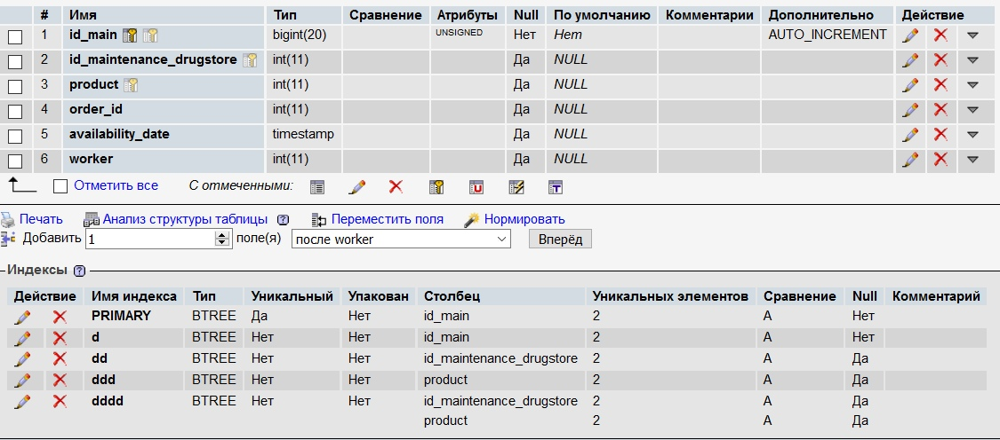 # Имя Тип Сравнение Атрибуты Null По умолчанию Комментарии Дополнительно Действие
1 id_main bigint(20) UNSIGNED Нет Нет AUTO_INCREMENT
2 id_maintenance_drugstore int(11) Да NULL
3 product int(11) Да NULL
4 order_id int(11) Да NULL
5 availability_date timestamp Да NULL
6 worker int(11) Да NULL
Отметить все С отмеченными:
Печать Анализ структуры таблицы Переместить поля Нормировать
Добавить 1 поле(я) после worker Вперёд
Индексы
Действие Имя индекса Тип Уникальный Упакован Столбец Уникальных элементов Сравнение Null Комментарий
PRIMARY BTREE Да Нет id_main 2 A Нет
d BTREE Нет Нет id_main 2 A Нет
dd BTREE Нет Нет id_maintenance_drugstore 2 A Да
ddd BTREE Нет Нет product 2 A Да
dddd BTREE Нет Нет id_maintenance_drugstore 2 A Да
product 2 A Да